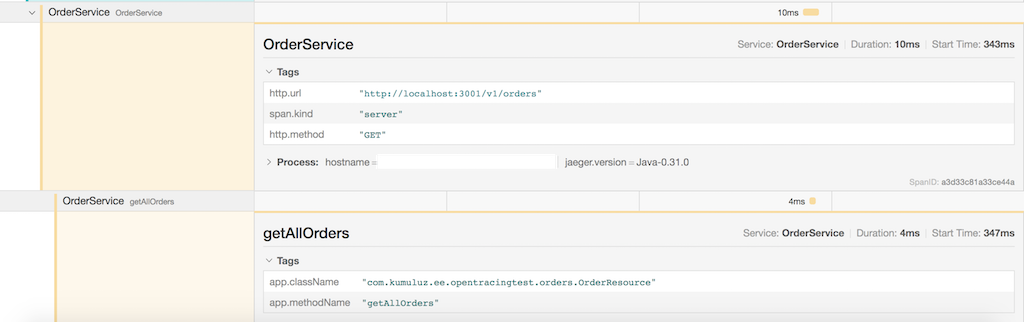 OrderService OrderService 10ms
OrderService Service: OrderService Duration: 10ms Start Time: 343ms
Tags
http.url "http://localhost:3001/v1/orders"
span.kind "server"
http.method "GET"
Process: hostname = jaeger.version = Java-0.31.0
SpanID: a3d33c81a33ce44a
OrderService getAllOrders 4ms
getAllOrders Service: OrderService Duration: 4ms Start Time: 347ms
Tags
app.className "com.kumuluz.ee.opentracingtest.orders.OrderResource"
app.methodName "getAllOrders"